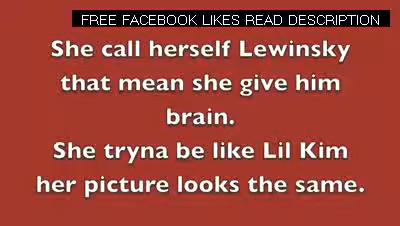 FREE FACEBOOK LIKES READ DESCRIPTION
She call herself Lewinsky
that mean she give him
brain.
She tryna be like Lil Kim
her picture looks the same.